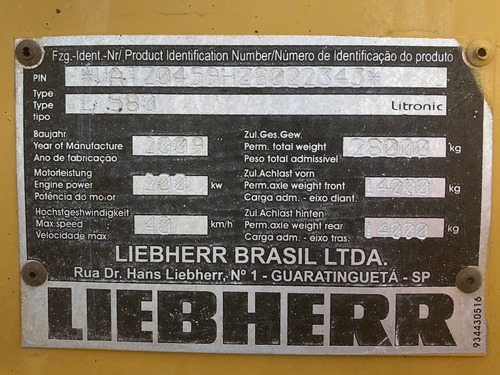 Fzg.-Ident.-Nr/ Product Identification Number/Número de Identificação do produto
PIN
Type L 580 Litronic
Type
tipo
Baujahr Zul.Ges.Gew.
Year of Manufacture 2009 Perm. total weight 28000 kg
Ano de fabricação Peso total admissível
Motorleistung Zul.Achlast vorn
Engine power 200 kw Perm.axle weight front 14000 kg
Potência do motor Carga adm. - eixo diant.
Hochstgeshwindigkeit Zul.Achlast hinten
Max.speed 40 km/h Perm.axle weight rear 14000 kg
Velocidade max. Carga adm. - eixo tras.
LIEBHERR BRASIL LTDA.
Rua Dr. Hans Liebherr, Nº 1 - GUARATINGUETÁ - SP
LIEBHERR
934430516